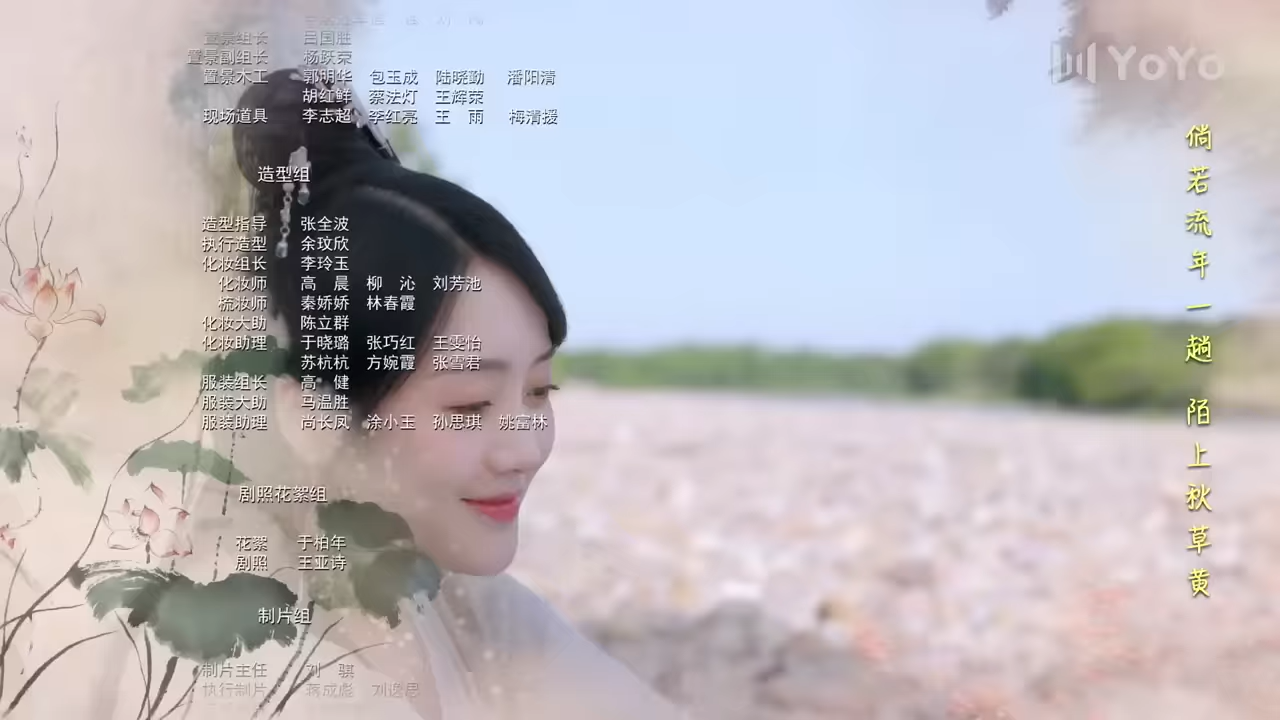 置景组长 吕国胜
置景副组长 杨跃荣
置景木工 郭明华 包玉成 陆晓勤 潘阳清
胡红鲜 蔡法灯 王辉荣
现场道具 李志超 李红亮 王 雨 梅清援
造型组
造型指导 张全波
执行造型 余玟欣
化妆组长 李玲玉
化妆师 高 晨 柳 沁 刘芳池
梳妆师 秦娇娇 林春霞
化妆大助 陈立群
化妆助理 于晓璐 张巧红 王雯怡
苏杭杭 方婉霞 张雪君
服装组长 高 健
服装大助 马温胜
服装助理 尚长凤 涂小玉 孙思琪 姚富林
剧照花絮组
花絮 于柏年
剧照 王亚诗
制片组
制片主任 刘 骐
执行制片 蒋成彪 刘逸思
YoYo
倘若流年一趟 陌上秋草黄